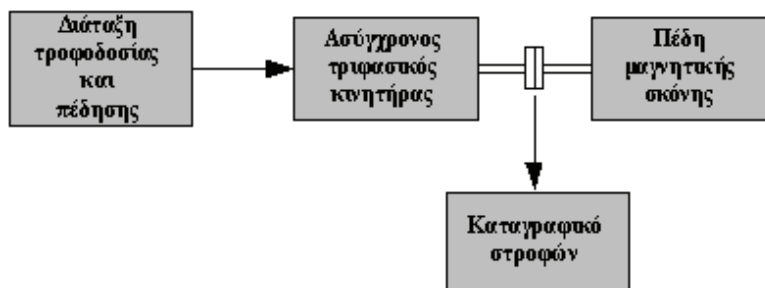 Διάταξη
τροφοδοσίας
και
πέδησης
Ασύγχρονος
τριφασικός
κινητήρας
Πέδη
μαγνητικής
σκόνης
Καταγραφικό
στροφών